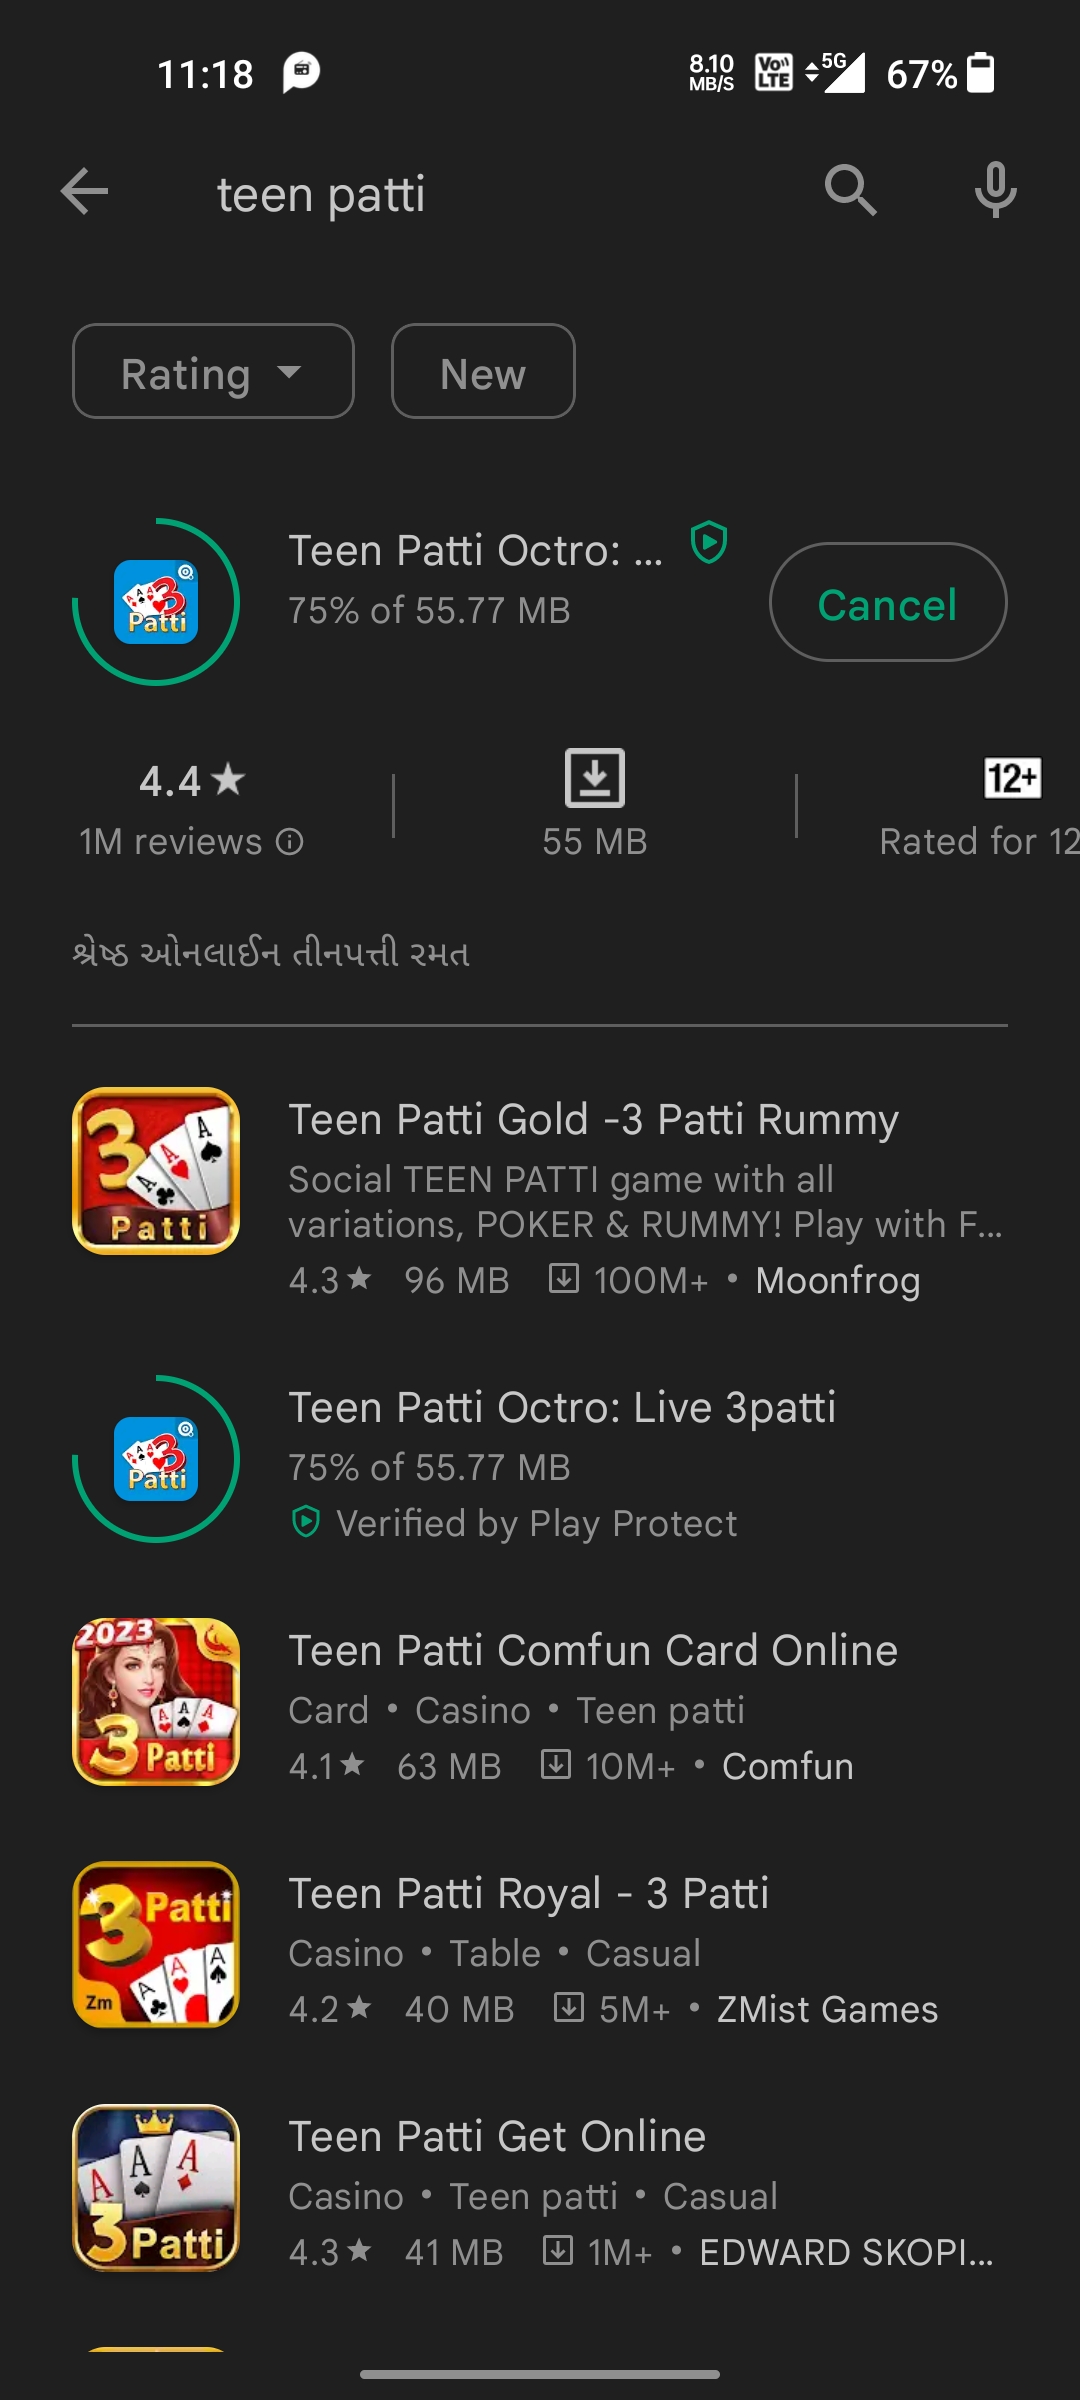 11:18
8.10 MB/S
Vo)) LTE
5G
67%
teen patti
Rating
New
Patti
Teen Patti Octro: ...
75% of 55.77 MB
Cancel
4.4★
1M reviews
55 MB
12+
Rated for 12
શ્રેષ્ઠ ઓનલાઈન તીનપત્તી રમત
3 Patti
Teen Patti Gold -3 Patti Rummy
Social TEEN PATTI game with all
variations, POKER & RUMMY! Play with F...
4.3★ 96 MB 100M+ • Moonfrog
3 Patti
Teen Patti Octro: Live 3patti
75% of 55.77 MB
Verified by Play Protect
2023
3 Patti
Teen Patti Comfun Card Online
Card • Casino • Teen patti
4.1★ 63 MB 10M+ • Comfun
3 Patti
Zm
Teen Patti Royal - 3 Patti
Casino • Table • Casual
4.2★ 40 MB 5M+ • ZMist Games
3 Patti
Teen Patti Get Online
Casino • Teen patti • Casual
4.3★ 41 MB 1M+ • EDWARD SKOPI...